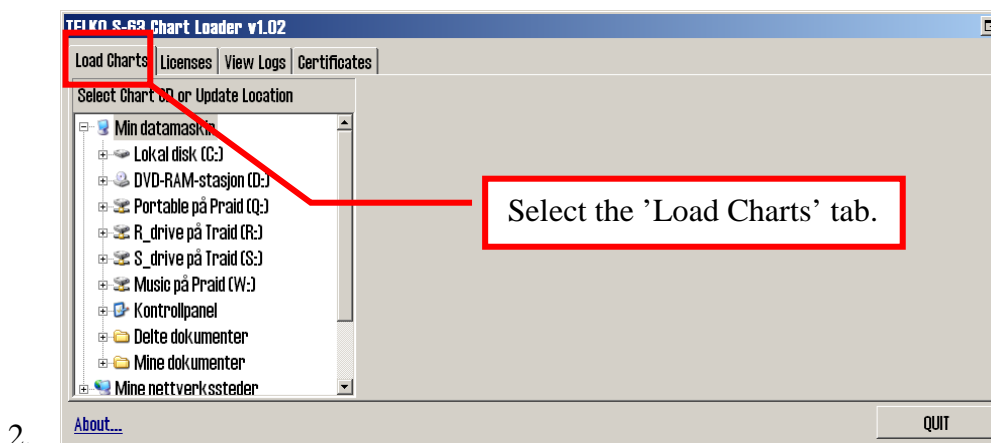 TELKO S-63 Chart Loader v1.02
Load Charts Licenses View Logs Certificates
Select Chart CD or Update Location
Min datamaskin
Lokal disk (C:)
DVD-RAM-stasjon (D:)
Portable på Praid (Q:)
R_drive på Traid (R:)
S_drive på Traid (S:)
Music på Praid (W:)
Kontrollpanel
Delte dokumenter
Mine dokumenter
Mine nettverkssteder
Select the ’Load Charts’ tab.
About...
QUIT
2.